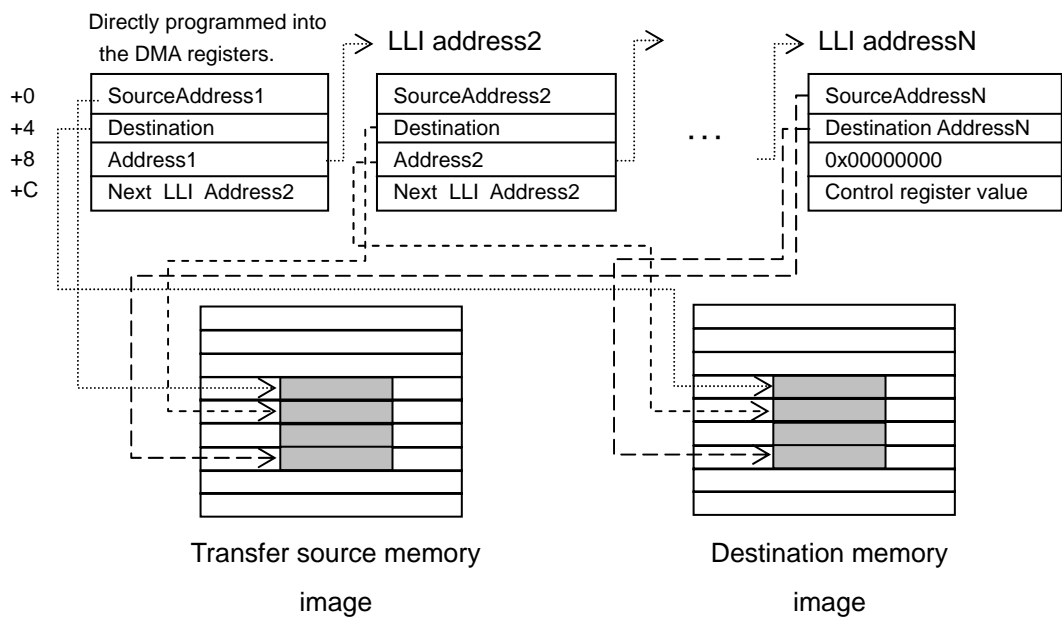 Directly programmed into
the DMA registers.
LLI address2
LLI addressN
+0
SourceAddress1
SourceAddress2
SourceAddressN
+4
Destination
Destination
Destination AddressN
+8
Address1
Address2
0x00000000
+C
Next LLI Address2
Next LLI Address2
Control register value
...
Transfer source memory
image
Destination memory
image